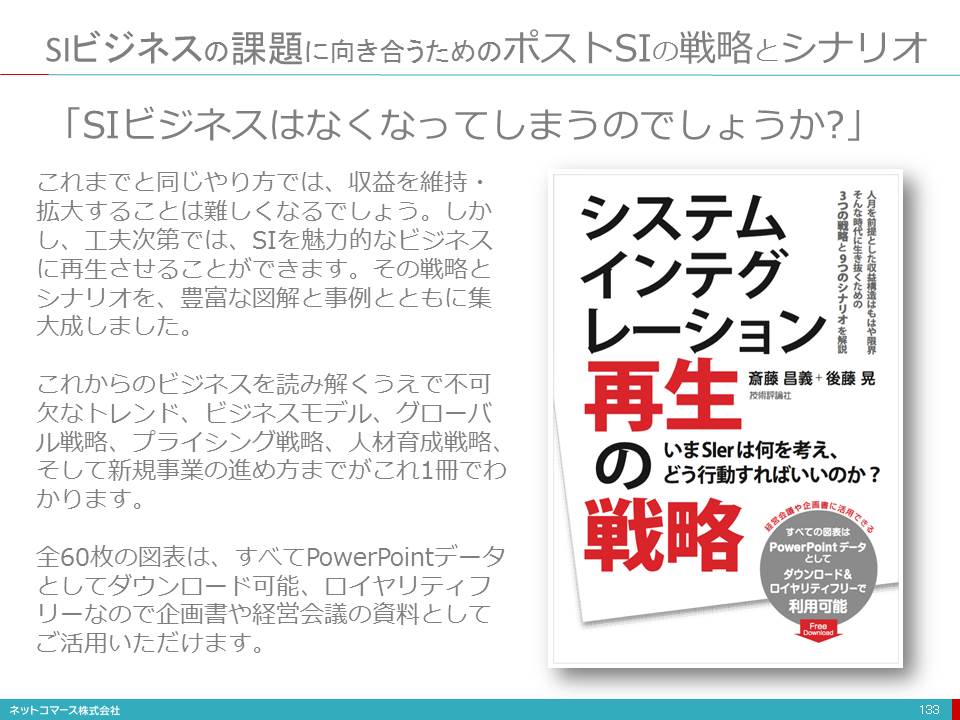 SIビジネスの課題に向き合うためのポストSIの戦略とシナリオ
「SIビジネスはなくなってしまうのでしょうか?」
これまでと同じやり方では、収益を維持・
拡大することは難しくなるでしょう。しか
し、工夫次第では、SIを魅力的なビジネス
に再生させることができます。その戦略と
シナリオを、豊富な図解と事例とともに集
大成しました。
これからのビジネスを読み解くうえで不可
欠なトレンド、ビジネスモデル、グローバ
ル戦略、プライシング戦略、人材育成戦略、
そして新規事業の進め方までがこれ1冊でわ
かります。
全60枚の図表は、すべてPowerPointデータ
としてダウンロード可能、ロイヤリティフ
リーなので企画書や経営会議の資料として
ご活用いただけます。
人月を前提とした収益構造はもはや限界
そんな時代に生き抜くための
3つの戦略と9つのシナリオを解説
システム
インテグ
レーション
再生
の
戦略
斎藤 昌義+後藤 晃
技術評論社
いまSIerは何を考え、
どう行動すればいいのか？
経営会議や企画書に活用できる
すべての図表は
PowerPointデータ
として
ダウンロード&
ロイヤリティフリーで
利用可能
Free
Download
ネットコマース株式会社
133